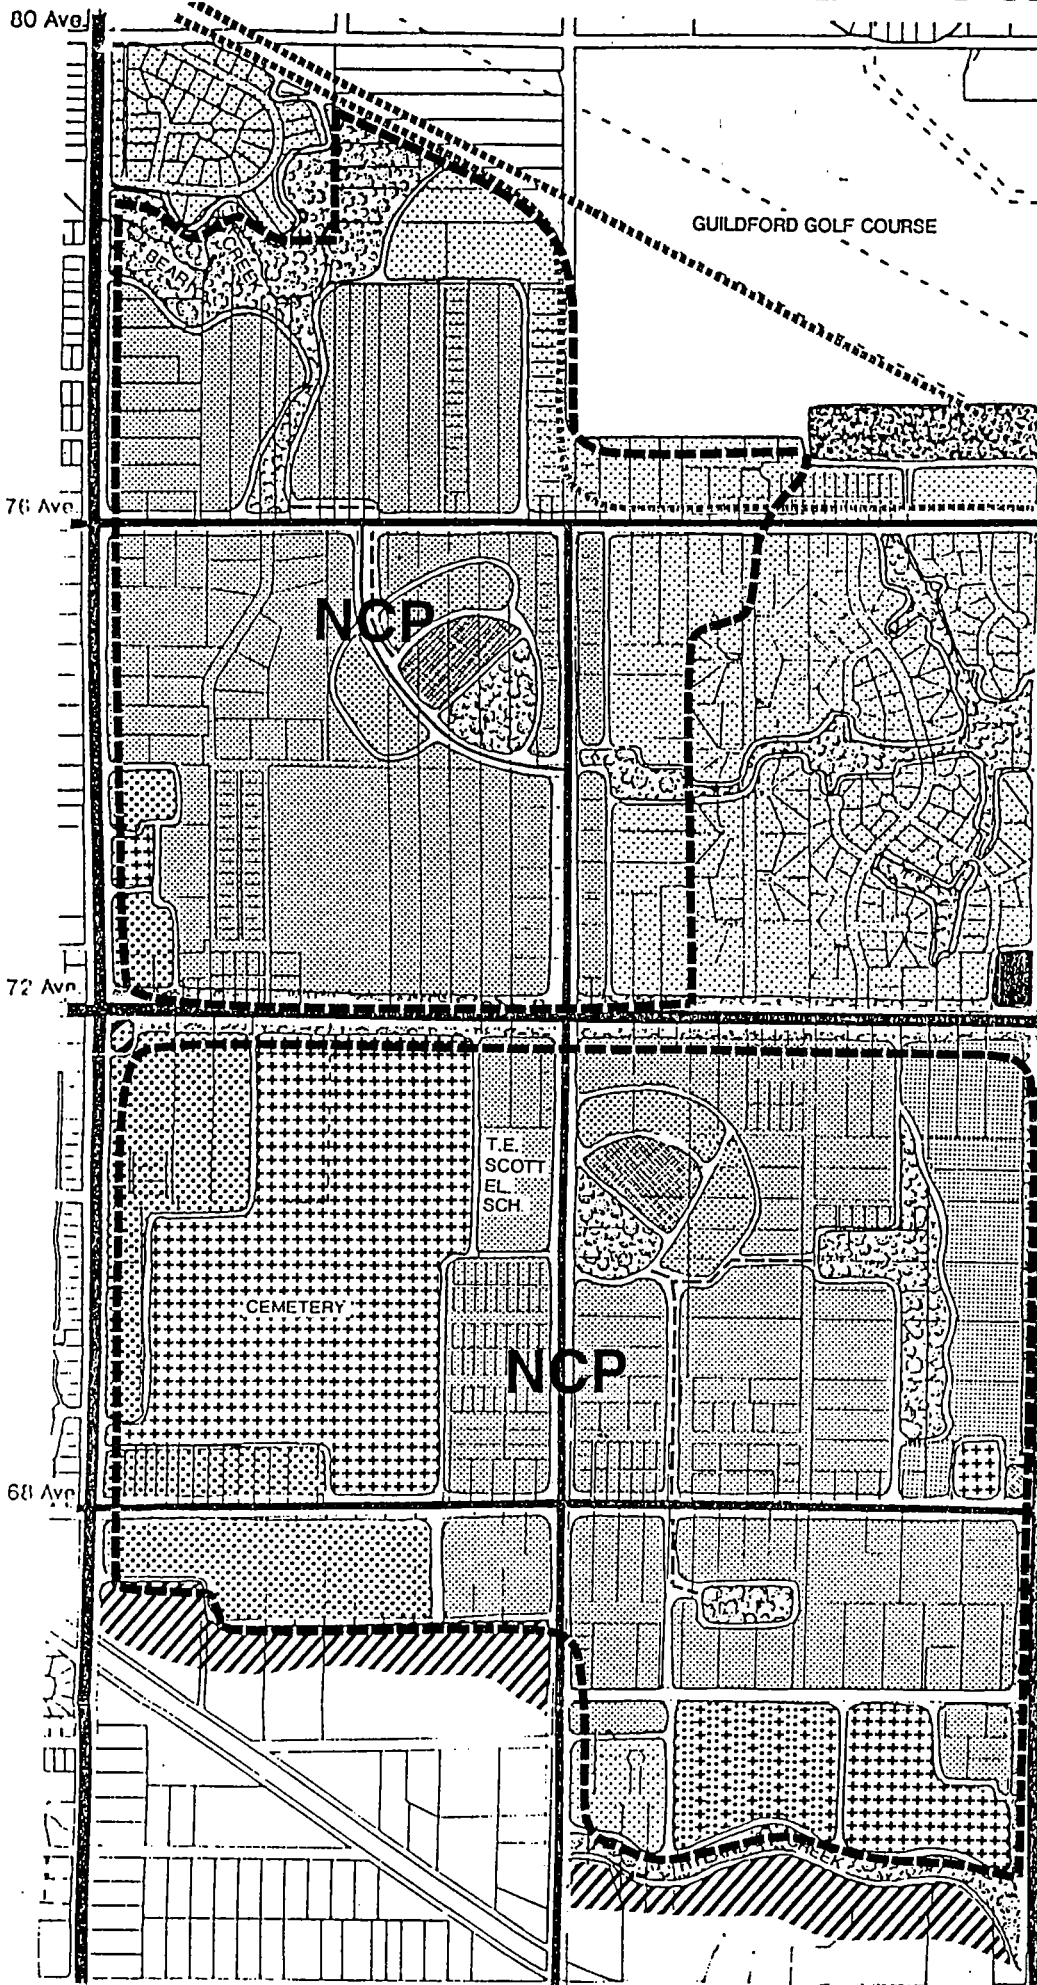 80 Ave.
GUILDFORD GOLF COURSE
BEAR CREEK
76 Ave.
NCP
72 Ave.
T.E.
SCOTT
EL.
SCH.
CEMETERY
NCP
68 Ave.
CREEK